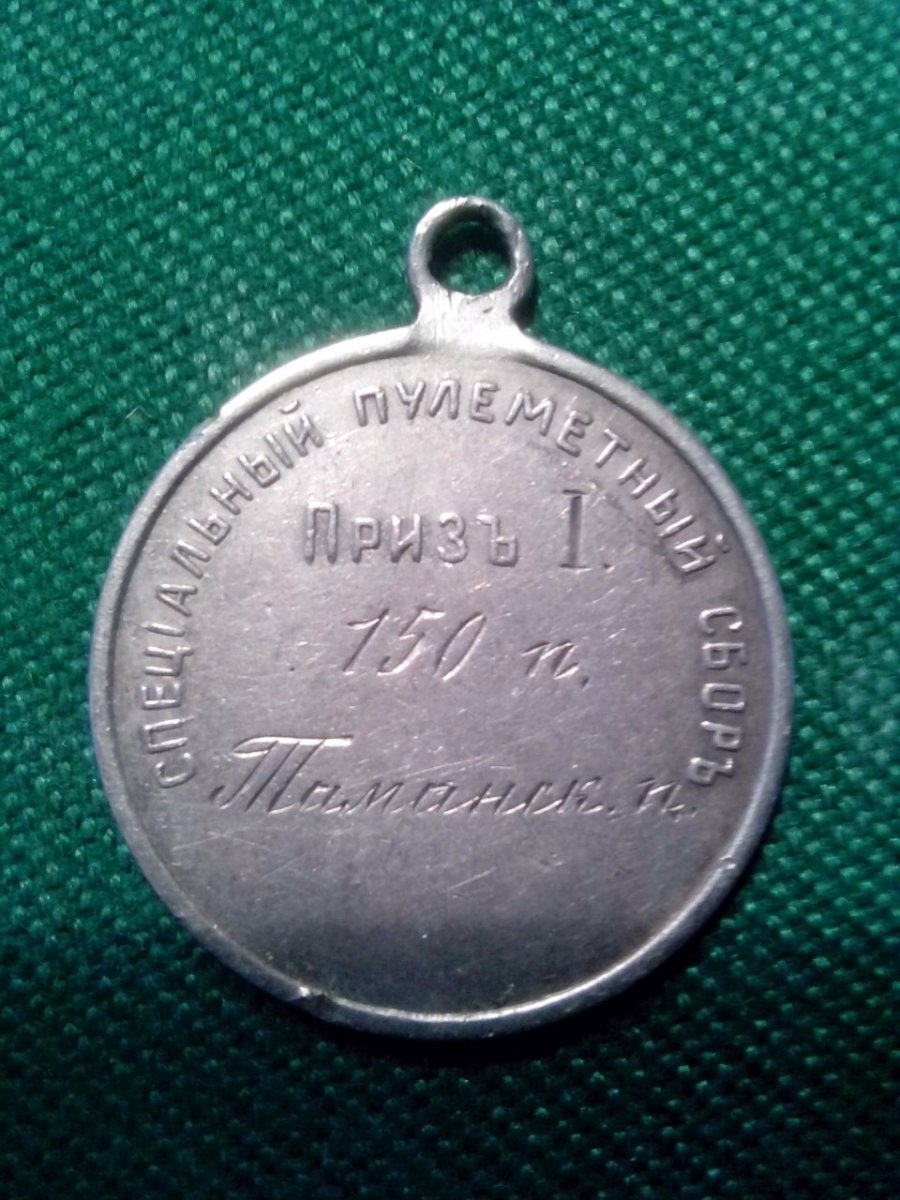 СПЕЦІАЛЬНЫЙ ПУЛЕМЕТНЫЙ СБОРЪ
ПРИЗЪ I.
150 п.
Таманск. п.